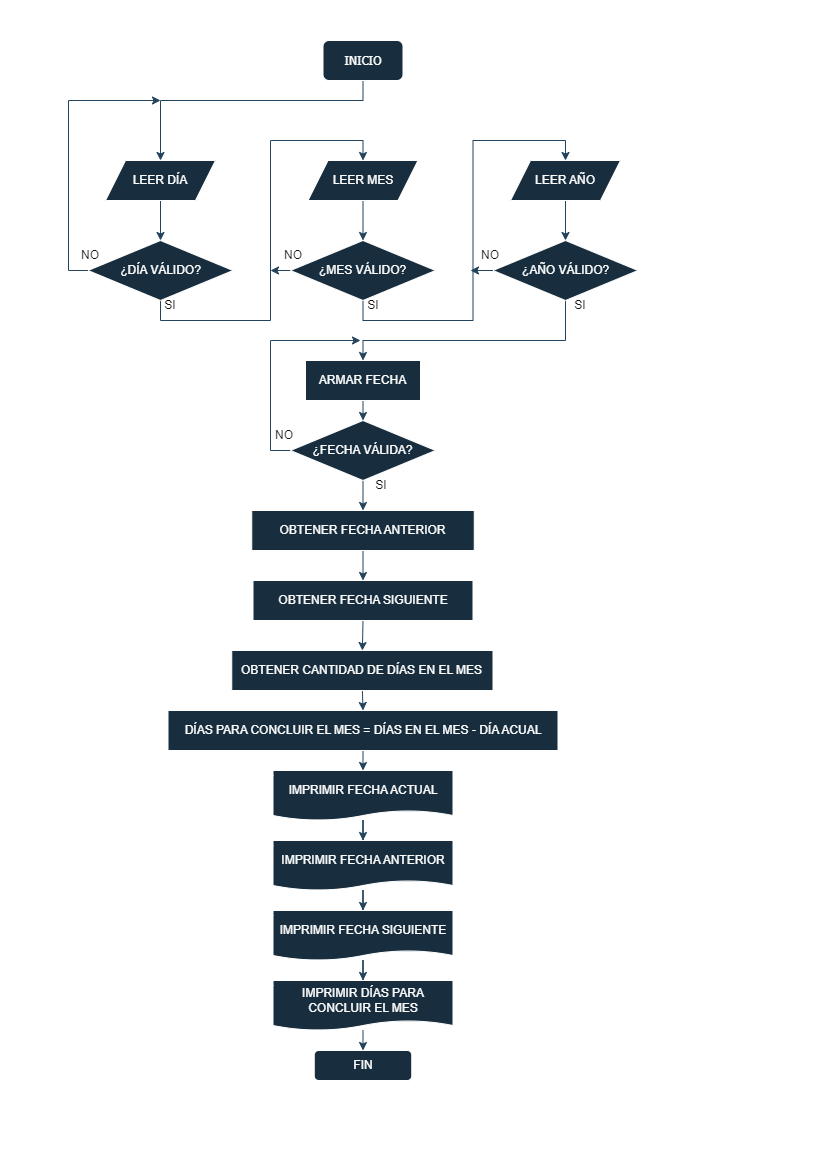 INICIO
LEER DÍA
LEER MES
LEER AÑO
NO
¿DÍA VÁLIDO?
NO
¿MES VÁLIDO?
NO
¿AÑO VÁLIDO?
SI
SI
SI
ARMAR FECHA
NO
¿FECHA VÁLIDA?
SI
OBTENER FECHA ANTERIOR
OBTENER FECHA SIGUIENTE
OBTENER CANTIDAD DE DÍAS EN EL MES
DÍAS PARA CONCLUIR EL MES = DÍAS EN EL MES - DÍA ACUAL
IMPRIMIR FECHA ACTUAL
IMPRIMIR FECHA ANTERIOR
IMPRIMIR FECHA SIGUIENTE
IMPRIMIR DÍAS PARA
CONCLUIR EL MES
FIN